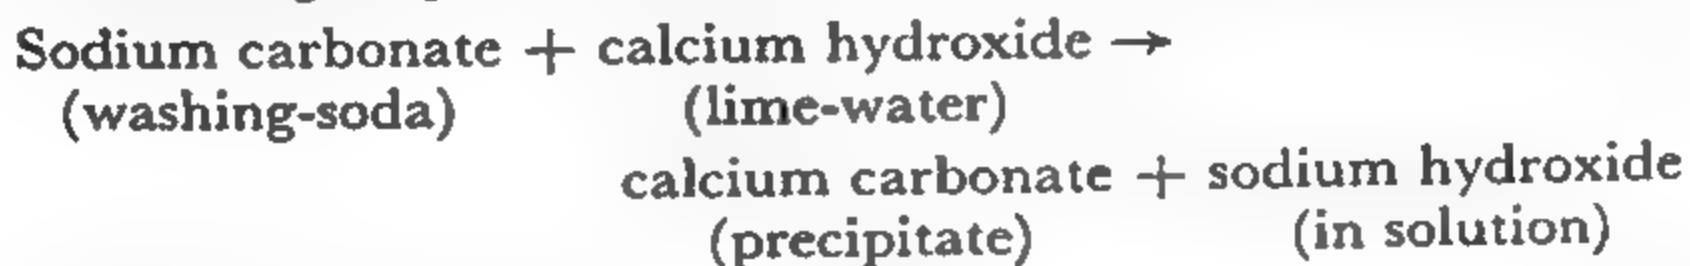 Sodium carbonate + calcium hydroxide →
(washing-soda) (lime-water)
calcium carbonate + sodium hydroxide
(precipitate) (in solution)